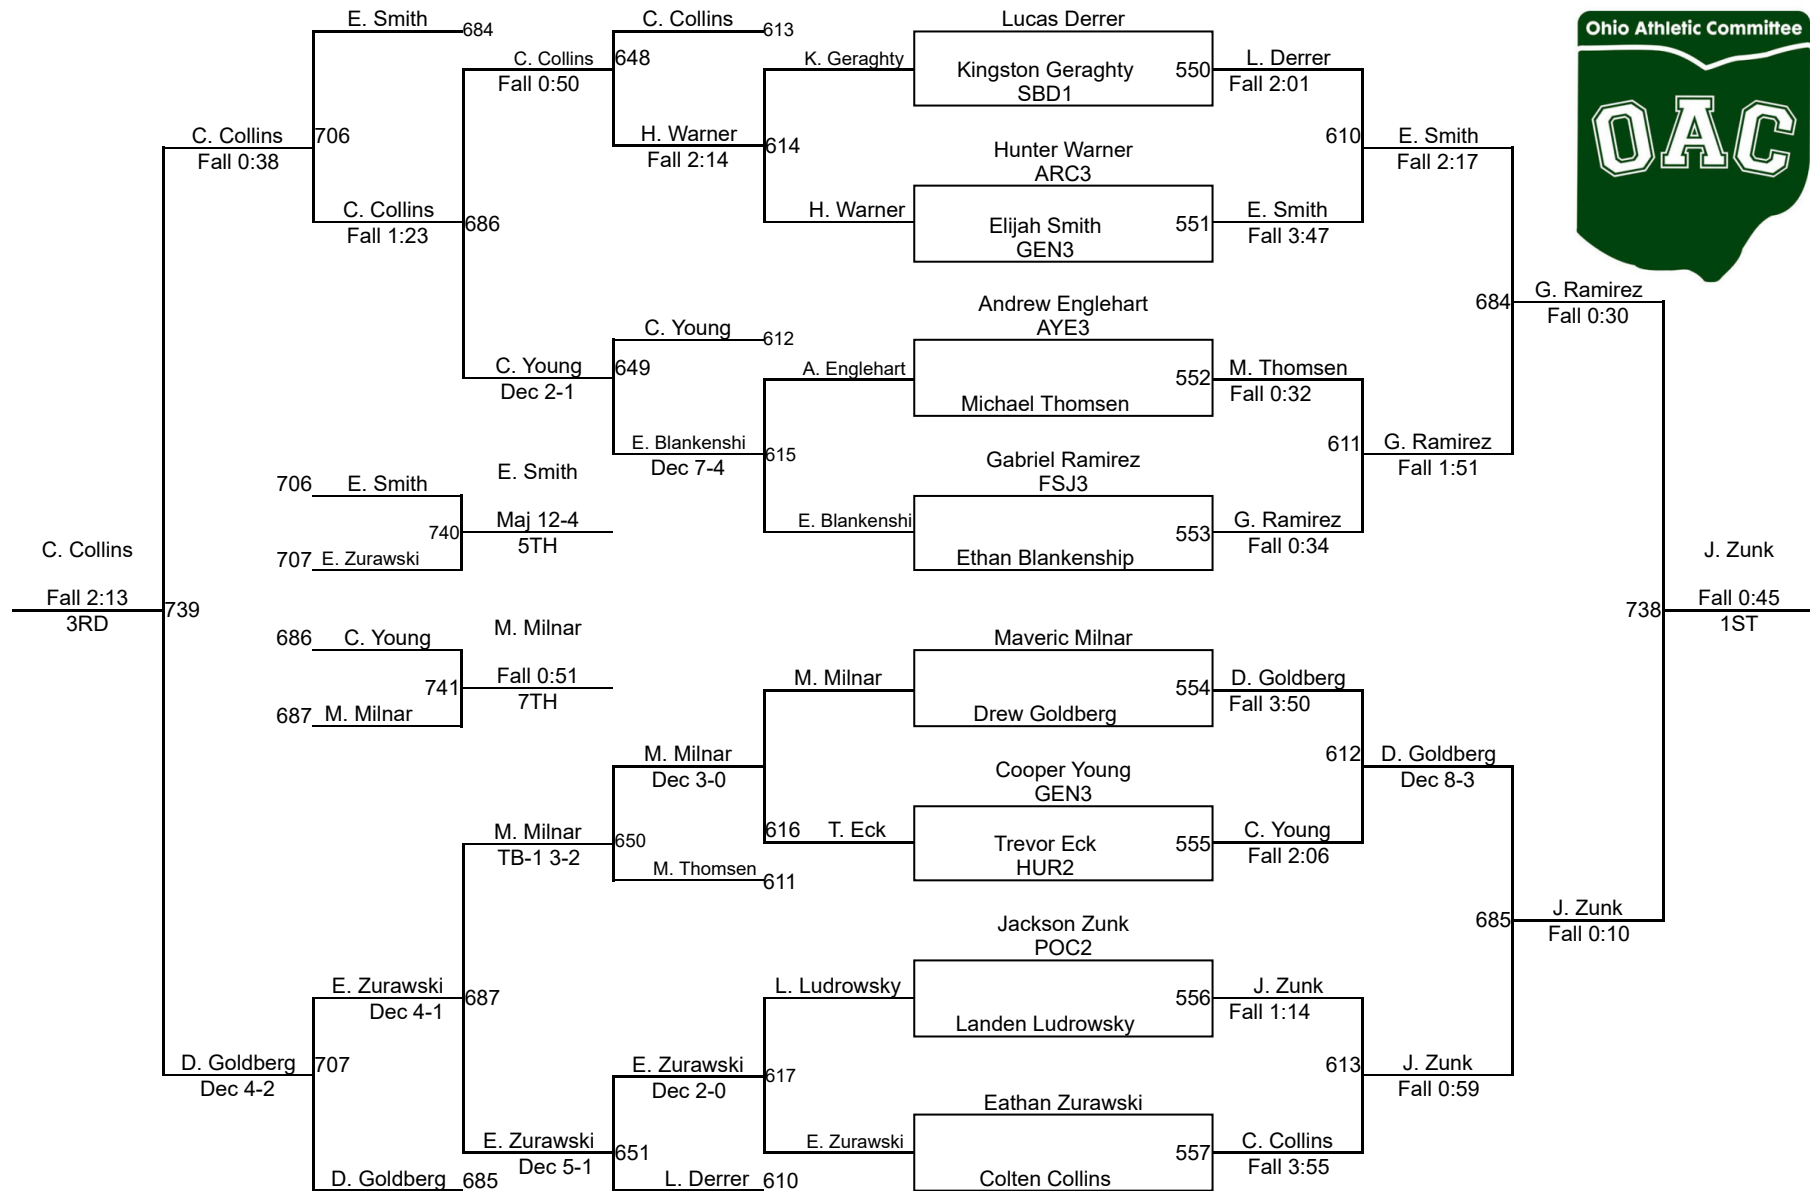 Ohio Athletic Committee
OAC
E. Smith
684
C. Collins
613
Lucas Derrer
C. Collins
648
K. Geraghty
Kingston Geraghty
550
L. Derrer
Fall 0:50
SBD1
Fall 2:01
C. Collins
706
H. Warner
614
610
E. Smith
Fall 0:38
Fall 2:14
Hunter Warner
Fall 2:17
ARC3
C. Collins
686
H. Warner
Elijah Smith
551
E. Smith
Fall 1:23
GEN3
Fall 3:47
Andrew Englehart
684
G. Ramirez
C. Young
612
AYE3
Fall 0:30
C. Young
649
A. Englehart
552
M. Thomsen
Dec 2-1
Michael Thomsen
Fall 0:32
E. Blankenshi
615
611
G. Ramirez
Dec 7-4
Gabriel Ramirez
Fall 1:51
706
E. Smith
E. Smith
FSJ3
740
Maj 12-4
E. Blankenshi
553
G. Ramirez
5TH
Fall 0:34
707
E. Zurawski
Ethan Blankenship
C. Collins
J. Zunk
Fall 2:13
739
738
Fall 0:45
3RD
1ST
686
C. Young
M. Milnar
Maveric Milnar
741
Fall 0:51
M. Milnar
554
D. Goldberg
7TH
Fall 3:50
687
M. Milnar
Drew Goldberg
M. Milnar
612
D. Goldberg
Dec 3-0
Cooper Young
Dec 8-3
GEN3
M. Milnar
650
616
T. Eck
Trevor Eck
555
C. Young
TB-1 3-2
HUR2
Fall 2:06
M. Thomsen
611
Jackson Zunk
685
J. Zunk
POC2
Fall 0:10
E. Zurawski
687
L. Ludrowsky
556
J. Zunk
Dec 4-1
Landen Ludrowsky
Fall 1:14
D. Goldberg
707
E. Zurawski
617
613
J. Zunk
Dec 4-2
Dec 2-0
Fall 0:59
Eathan Zurawski
E. Zurawski
651
E. Zurawski
557
C. Collins
Dec 5-1
Fall 3:55
D. Goldberg
685
L. Derrer
610
Colten Collins